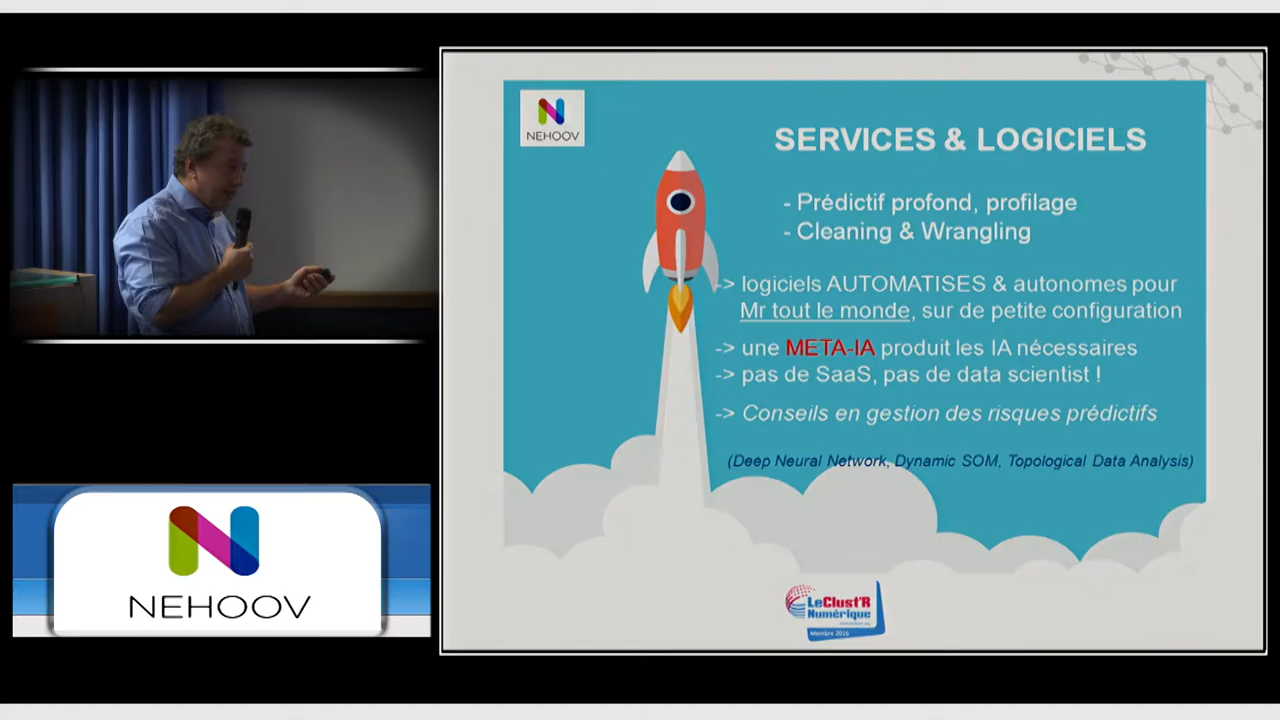 NEHOOV
SERVICES & LOGICIELS
- Prédictif profond, profilage
- Cleaning & Wrangling
-> logiciels AUTOMATISES & autonomes pour
Mr tout le monde, sur de petite configuration
-> une META-IA produit les IA nécessaires
-> pas de SaaS, pas de data scientist !
-> Conseils en gestion des risques prédictifs
(Deep Neural Network, Dynamic SOM, Topological Data Analysis)
LeClust'R
Numérique
Membre 2016
NEHOOV